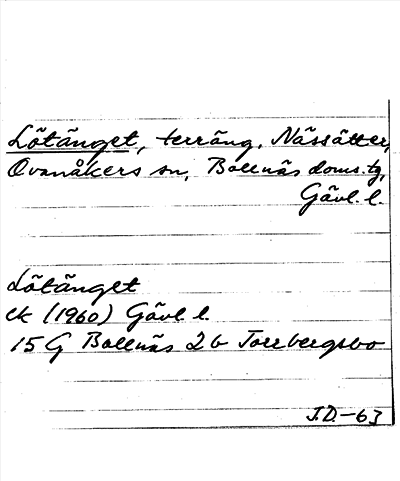 Lötänget, terräng, Nässätter,
Ovanåkers sn, Bollnäs doms.tg,
Gävl. l.
Lötänget
ek (1960) Gävl. l.
15 G Bollnäs 2 b Torrbergsbo
J.D.-63